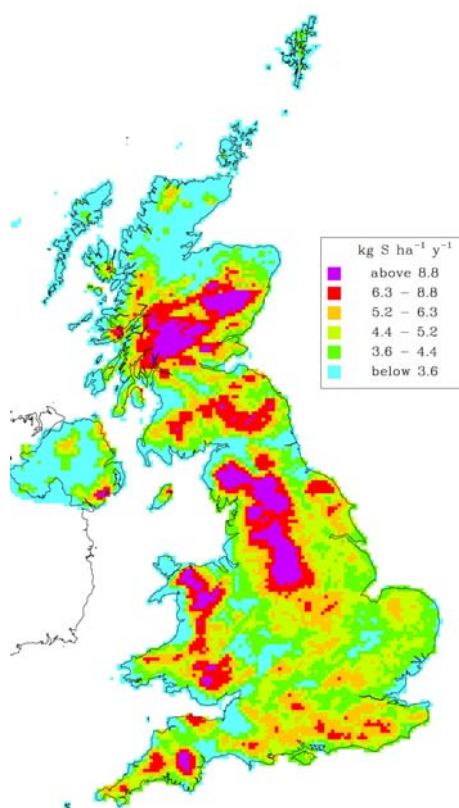 kg S ha⁻¹ y⁻¹
above 8.8
6.3 – 8.8
5.2 – 6.3
4.4 – 5.2
3.6 – 4.4
below 3.6